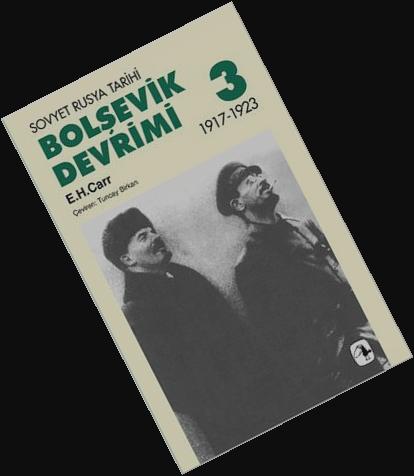 SOVYET RUSYA TARİHİ
BOLŞEVİK
DEVRİMİ
3
1917-1923
E.H.Carr
Çeviren: Tuncay Birkan